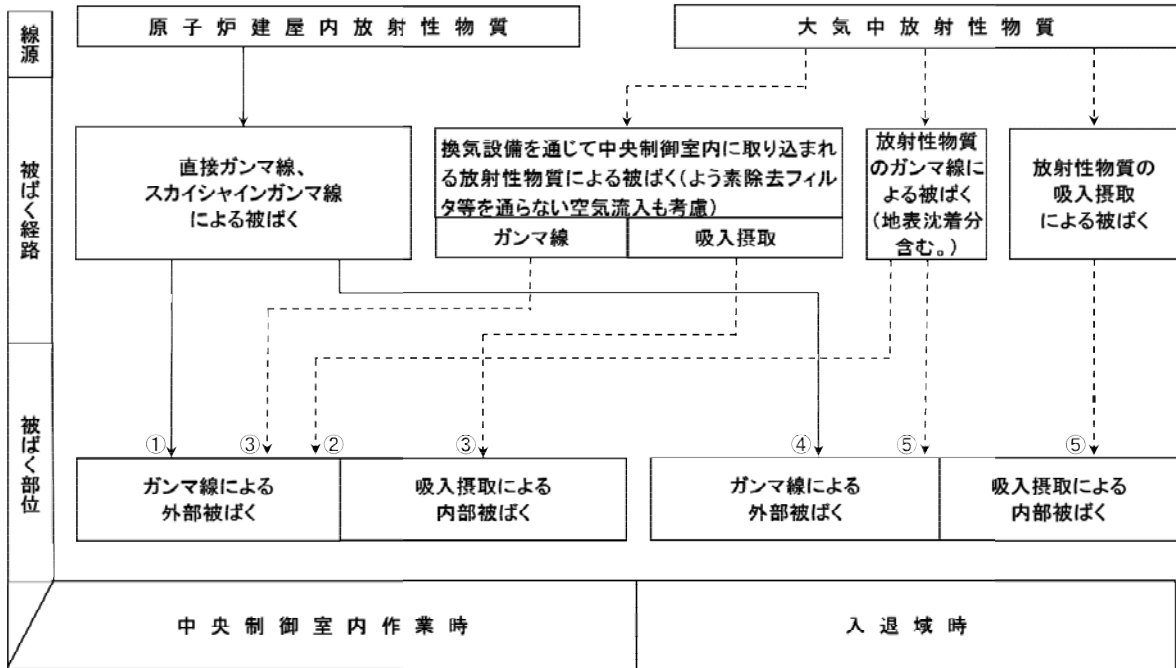 線源
原子炉建屋内放射性物質
大気中放射性物質
被ばく経路
直接ガンマ線、
スカイシャインガンマ線
による被ばく
換気設備を通じて中央制御室内に取り込まれ
る放射性物質による被ばく(よう素除去フィル
タ等を通らない空気流入も考慮)
ガンマ線
吸入摂取
放射性物質
のガンマ線に
よる被ばく
(地表沈着分
含む。)
放射性物質の
吸入摂取
による被ばく
被ばく部位
①
③
②
③
④
⑤
⑤
ガンマ線による
外部被ばく
吸入摂取による
内部被ばく
ガンマ線による
外部被ばく
吸入摂取による
内部被ばく
中央制御室内作業時
入退域時